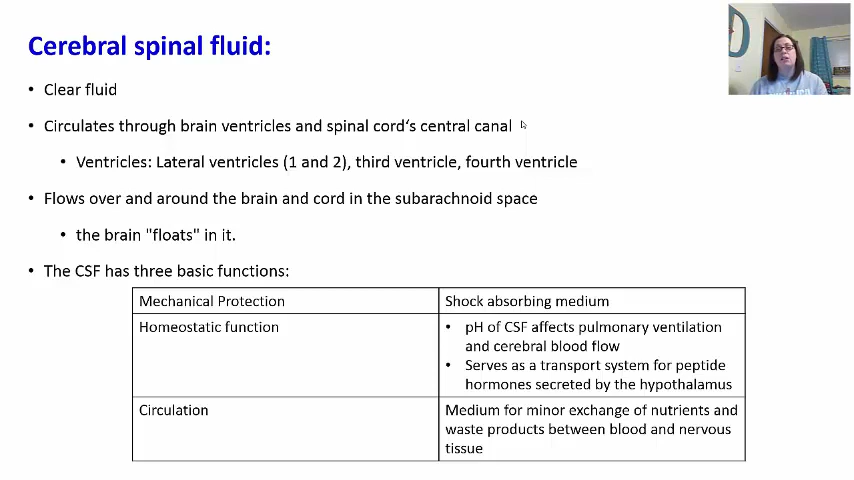 Cerebral spinal fluid:
• Clear fluid
• Circulates through brain ventricles and spinal cord‘s central canal
• Ventricles: Lateral ventricles (1 and 2), third ventricle, fourth ventricle
• Flows over and around the brain and cord in the subarachnoid space
• the brain "floats" in it.
• The CSF has three basic functions:
Mechanical Protection
Shock absorbing medium
Homeostatic function
• pH of CSF affects pulmonary ventilation
and cerebral blood flow
• Serves as a transport system for peptide
hormones secreted by the hypothalamus
Circulation
Medium for minor exchange of nutrients and
waste products between blood and nervous
tissue